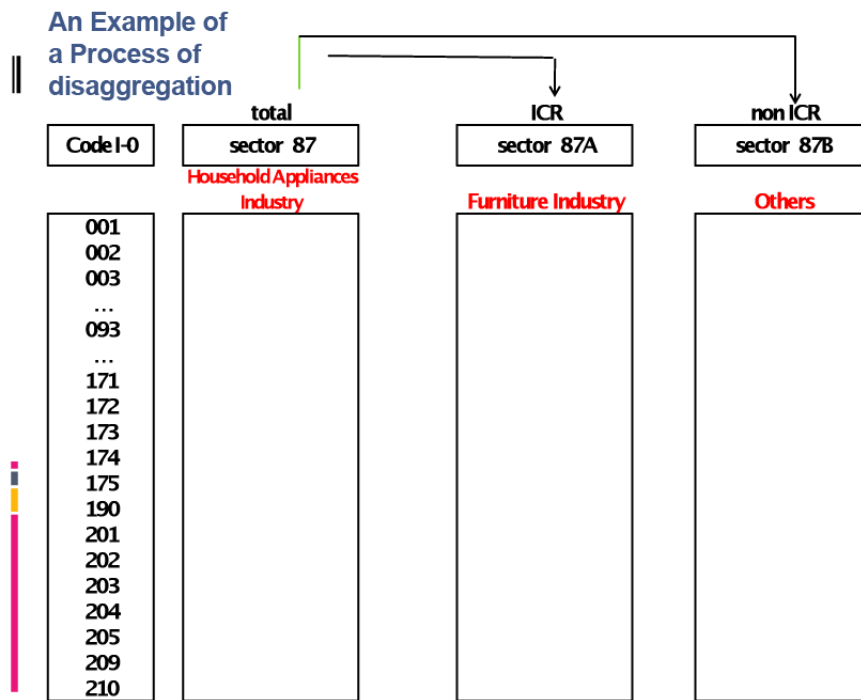 An Example of
a Process of
disaggregation
total ICR non ICR
Code I-0 sector 87 sector 87A sector 87B
Household Appliances
Industry Furniture Industry Others
001
002
003
...
093
...
171
172
173
174
175
190
201
202
203
204
205
209
210